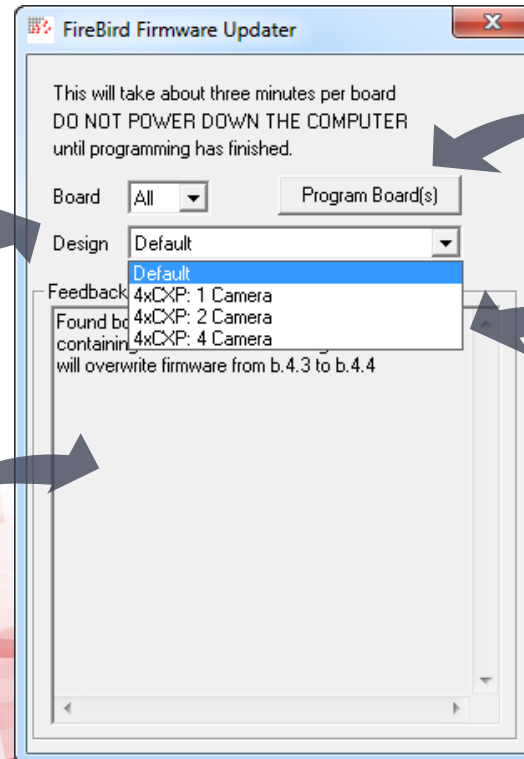 FireBird Firmware Updater
This will take about three minutes per board
DO NOT POWER DOWN THE COMPUTER
until programming has finished.
Board All Program Board(s)
Design Default
Default
4xCXP: 1 Camera
4xCXP: 2 Camera
4xCXP: 4 Camera
Feedback
Found
will overwrite firmware from b.4.3 to b.4.4